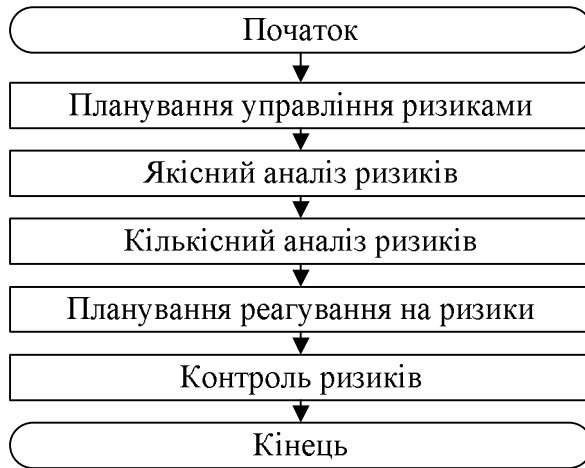 Початок
Планування управління ризиками
Якісний аналіз ризиків
Кількісний аналіз ризиків
Планування реагування на ризики
Контроль ризиків
Кінець